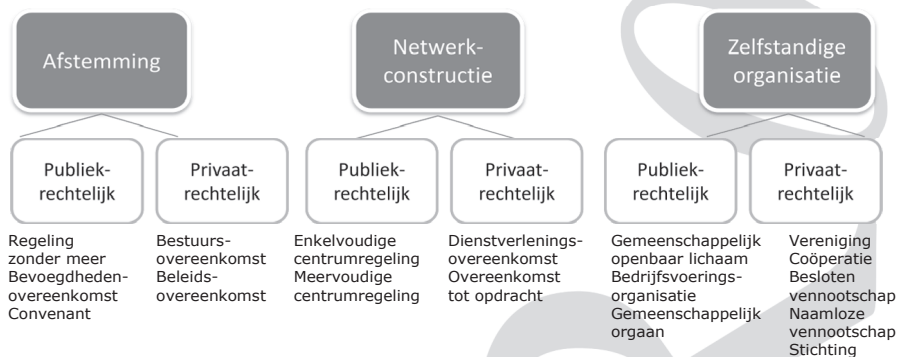 Afstemming
Netwerk-
constructie
Zelfstandige
organisatie
Publiek-
rechtelijk
Privaat-
rechtelijk
Publiek-
rechtelijk
Privaat-
rechtelijk
Publiek-
rechtelijk
Privaat-
rechtelijk
Regeling
zonder meer
Bevoegdheden-
overeenkomst
Convenant
Bestuurs-
overeenkomst
Beleids-
overeenkomst
Enkelvoudige
centrumregeling
Meervoudige
centrumregeling
Dienstverlenings-
overeenkomst
Overeenkomst
tot opdracht
Gemeenschappelijk
openbaar lichaam
Bedrijfsvoerings-
organisatie
Gemeenschappelijk
orgaan
Vereniging
Coöperatie
Besloten
vennootschap
Naamloze
vennootschap
Stichting